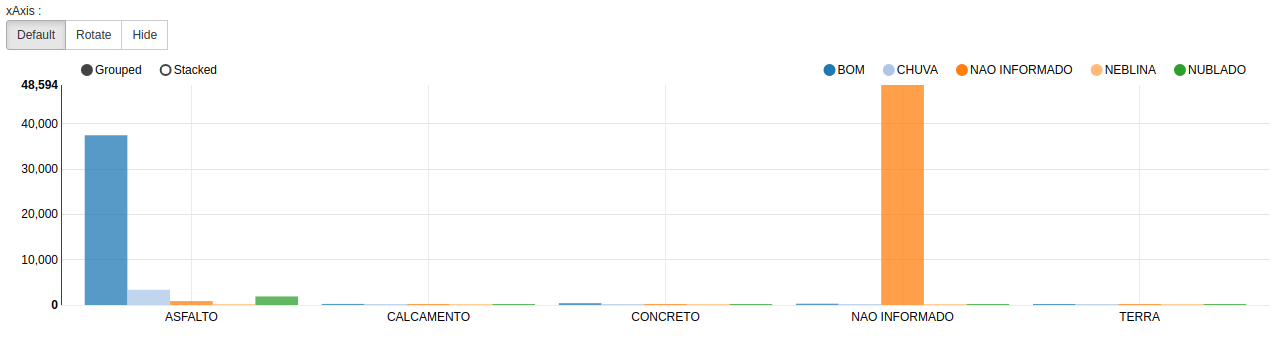 xAxis :
Default Rotate Hide
Grouped Stacked BOM CHUVA NAO INFORMADO NEBLINA NUBLADO
48,594
40,000
30,000
20,000
10,000
0
ASFALTO CALCAMENTO CONCRETO NAO INFORMADO TERRA